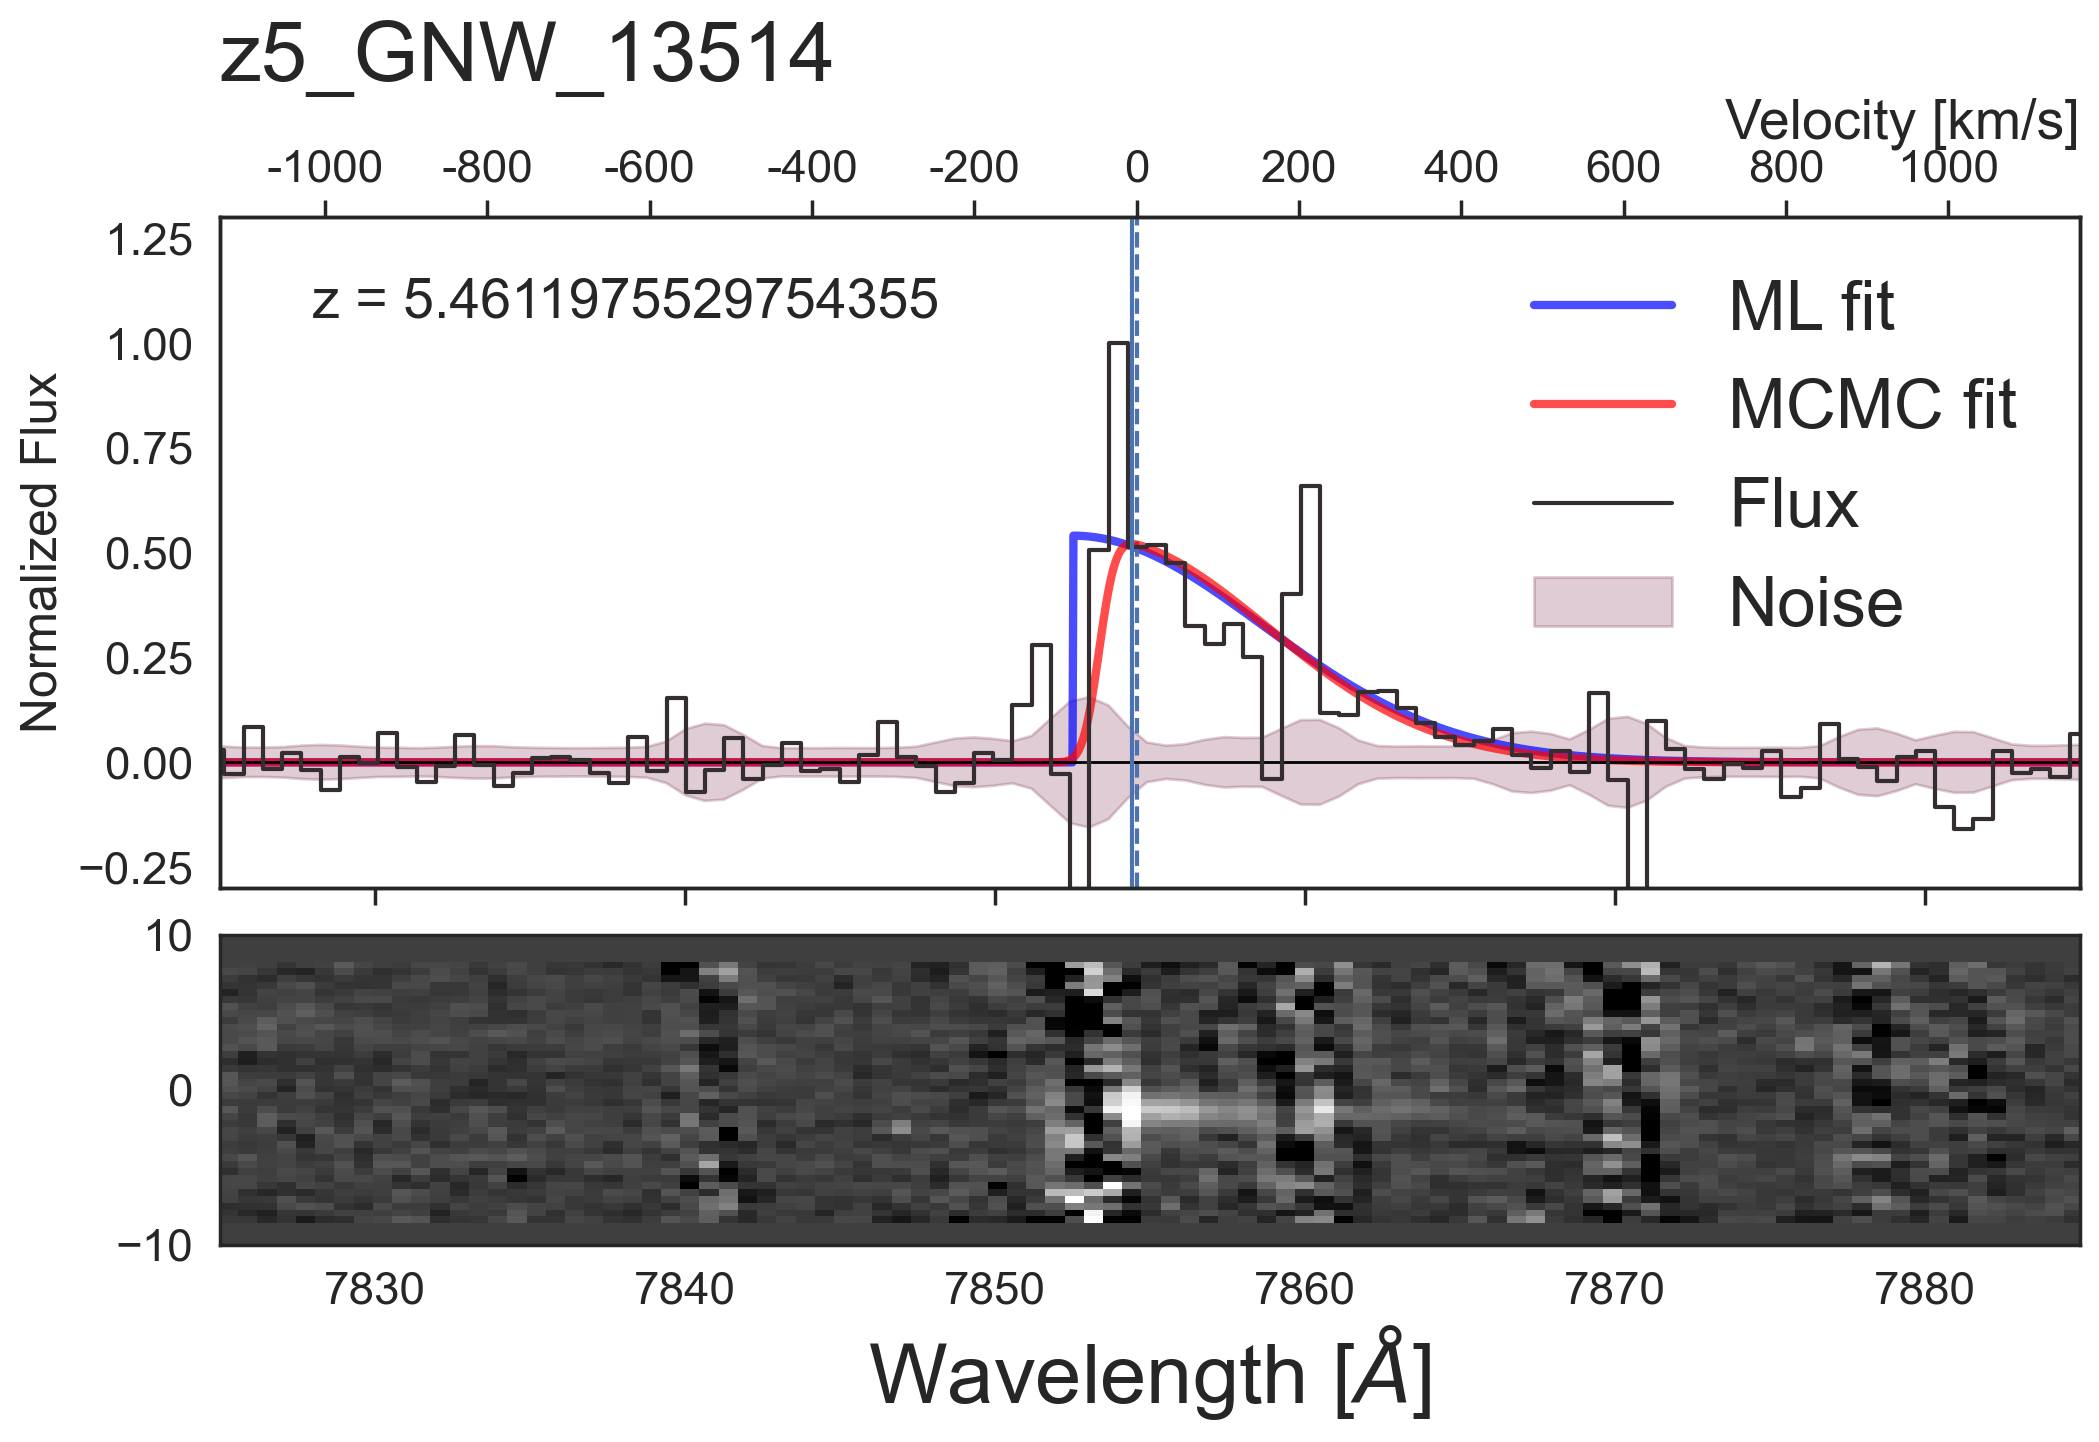 z5_GNW_13514
Velocity [km/s]
-1000 -800 -600 -400 -200 0 200 400 600 800 1000
1.25
1.00
0.75
0.50
0.25
0.00
−0.25
Normalized Flux
z = 5.4611975529754355
ML fit
MCMC fit
Flux
Noise
10
0
−10
7830 7840 7850 7860 7870 7880
Wavelength [Å]